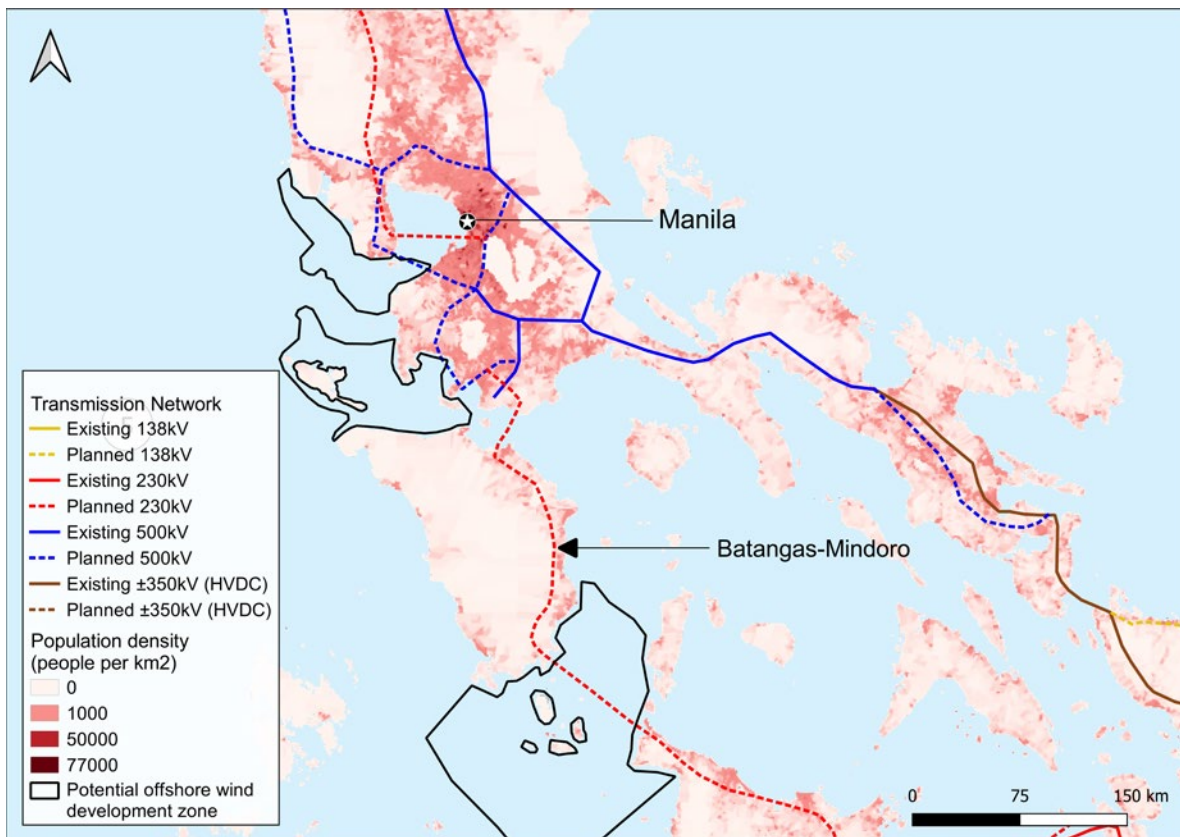 Manila
Batangas-Mindoro
Transmission Network
Existing 138kV
Planned 138kV
Existing 230kV
Planned 230kV
Existing 500kV
Planned 500kV
Existing ±350kV (HVDC)
Planned ±350kV (HVDC)
Population density
(people per km2)
0
1000
50000
77000
Potential offshore wind
development zone
0 75 150 km